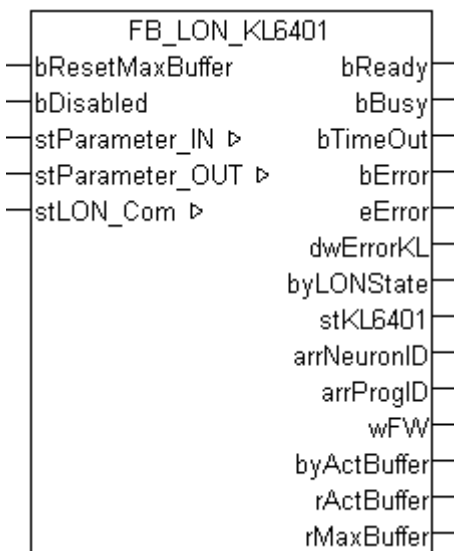 FB_LON_KL6401
bResetMaxBuffer bReady
bDisabled bBusy
stParameter_IN ▷ bTimeOut
stParameter_OUT ▷ bError
stLON_Com ▷ eError
dwErrorKL
byLONState
stKL6401
arrNeuronID
arrProgID
wFW
byActBuffer
rActBuffer
rMaxBuffer